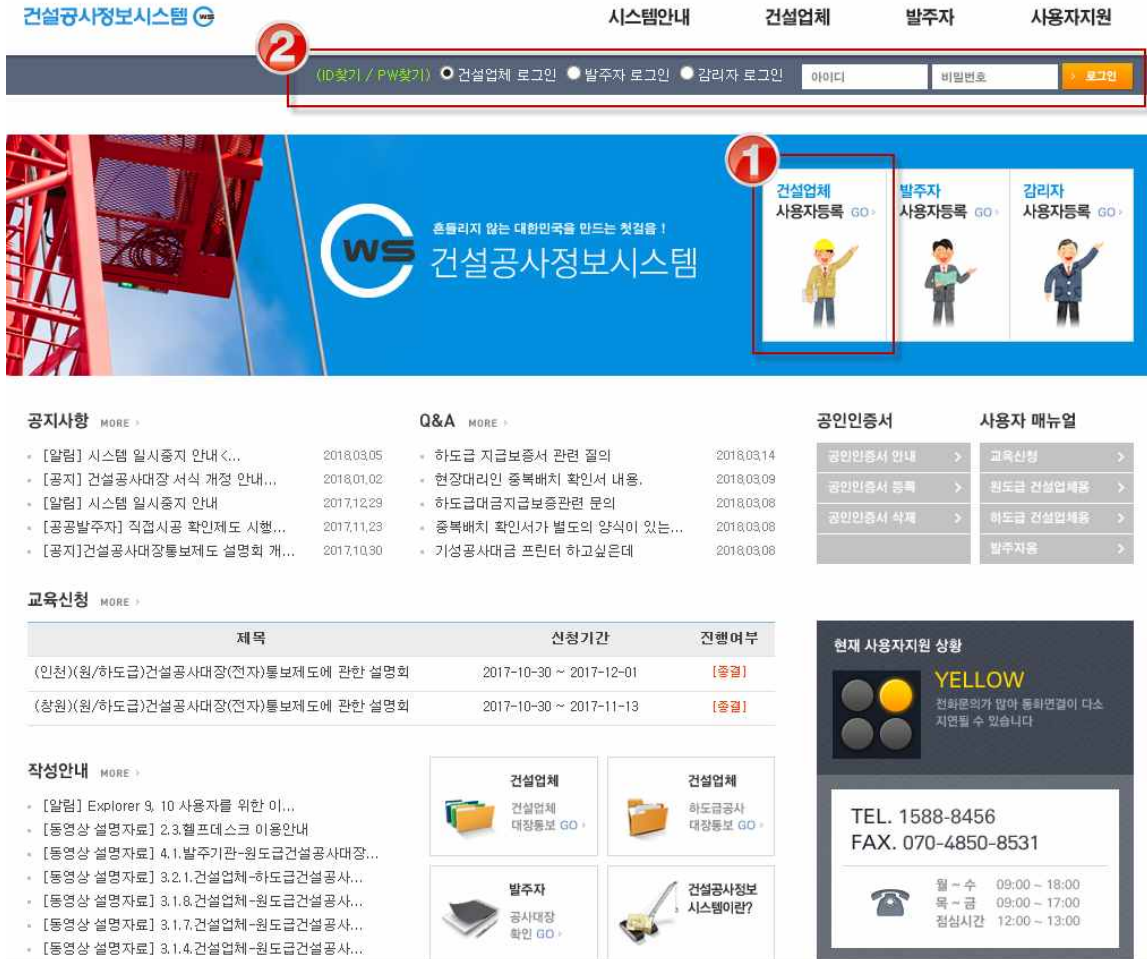 건설공사정보시스템 CWS
시스템안내 건설업체 발주자 사용자지원
2
(ID찾기 / PW찾기) 건설업체 로그인 발주자 로그인 감리자 로그인 아이디 비밀번호 로그인
1
흔들리지 않는 대한민국을 만드는 첫걸음 !
CWS 건설공사정보시스템
건설업체
사용자등록 GO
발주자
사용자등록 GO
감리자
사용자등록 GO
공지사항 MORE
[알림] 시스템 일시중지 안내<... 2018,03,05
[공지] 건설공사대장 서식 개정 안내... 2018,01,02
[알림] 시스템 일시중지 안내 2017,12,29
[공공발주자] 직접시공 확인제도 시행... 2017,11,23
[공지]건설공사대장통보제도 설명회 개... 2017,10,30
Q&A MORE
하도급 지급보증서 관련 질의 2018,03,14
현장대리인 중복배치 확인서 내용. 2018,03,09
하도급대금지급보증관련 문의 2018,03,08
중복배치 확인서가 별도의 양식이 있는... 2018,03,08
기성공사대금 프린터 하고싶은데 2018,03,08
공인인증서
공인인증서 안내
공인인증서 등록
공인인증서 삭제
사용자 매뉴얼
교육신청
원도급 건설업체용
하도급 건설업체용
발주자용
교육신청 MORE
제목 신청기간 진행여부
(인천)(원/하도급)건설공사대장(전자)통보제도에 관한 설명회 2017-10-30 ~ 2017-12-01 [종결]
(창원)(원/하도급)건설공사대장(전자)통보제도에 관한 설명회 2017-10-30 ~ 2017-11-13 [종결]
현재 사용자지원 상황
YELLOW
전화문의가 많아 통화연결이 다소
지연될 수 있습니다
작성안내 MORE
[알림] Explorer 9, 10 사용자를 위한 이...
[동영상 설명자료] 2.3.헬프데스크 이용안내
[동영상 설명자료] 4.1.발주기관-원도급건설공사대장...
[동영상 설명자료] 3.2.1.건설업체-하도급건설공사...
[동영상 설명자료] 3.1.8.건설업체-원도급건설공사...
[동영상 설명자료] 3.1.7.건설업체-원도급건설공사...
[동영상 설명자료] 3.1.4.건설업체-원도급건설공사...
건설업체
건설업체
대장통보 GO
건설업체
하도급공사
대장통보 GO
발주자
공사대장
확인 GO
건설공사정보
시스템이란?
TEL. 1588-8456
FAX. 070-4850-8531
월 ~ 수 09:00 ~ 18:00
목 ~ 금 09:00 ~ 17:00
점심시간 12:00 ~ 13:00